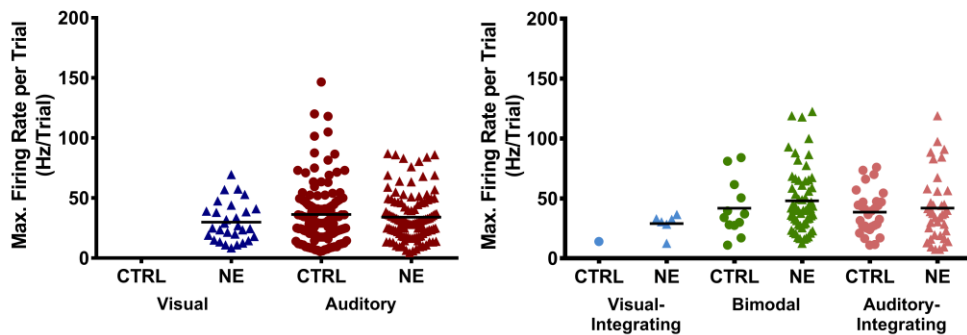 Max. Firing Rate per Trial
(Hz/Trial)
200
150
100
50
0
CTRL NE CTRL NE
Visual Auditory
Max. Firing Rate per Trial
(Hz/Trial)
200
150
100
50
0
CTRL NE CTRL NE CTRL NE
Visual- Bimodal Auditory-
Integrating Integrating